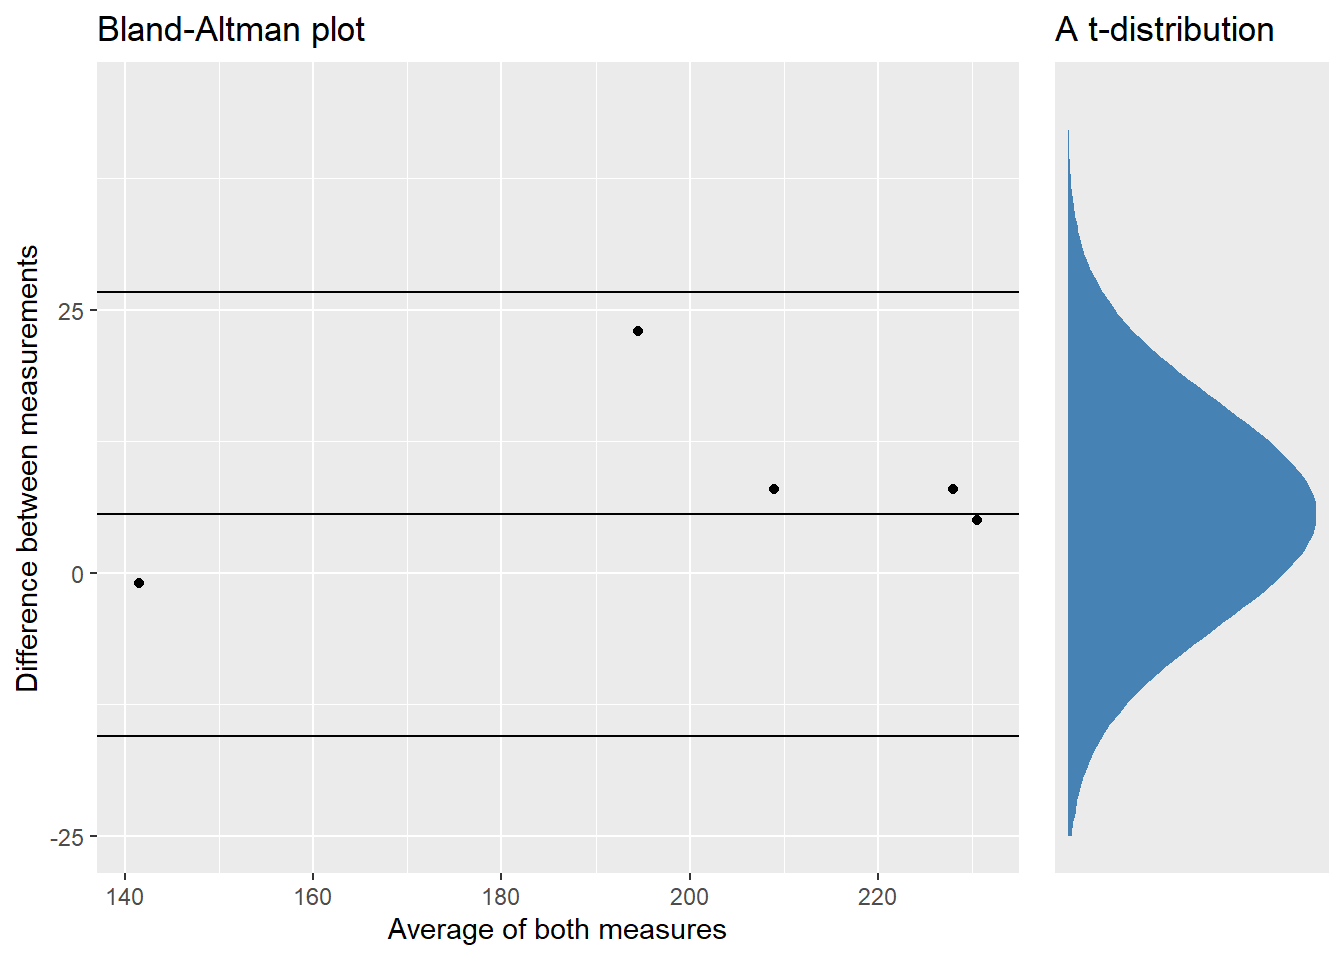 Bland-Altman plot
A t-distribution
Difference between measurements
25
0
-25
140 160 180 200 220
Average of both measures